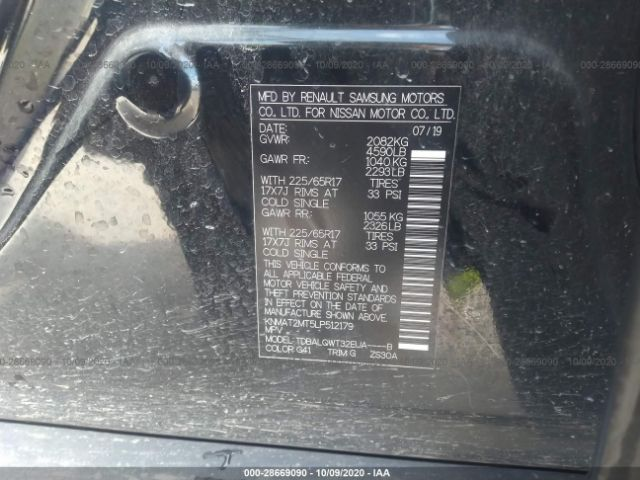 MFD BY RENAULT SAMSUNG MOTORS
CO. LTD. FOR NISSAN MOTOR CO. LTD.
DATE: 07/19
GVWR: 2082KG
4590LB
GAWR FR: 1040 KG
2293LB
WITH 225/65R17 TIRES
17X7J RIMS AT 33 PSI
COLD SINGLE
GAWR RR: 1055 KG
2326LB
WITH 225/65R17 TIRES
17X7J RIMS AT 33 PSI
COLD SINGLE
THIS VEHICLE CONFORMS TO
ALL APPLICABLE FEDERAL
MOTOR VEHICLE SAFETY AND
THEFT PREVENTION STANDARDS
IN EFFECT ON THE DATE OF
MANUFACTURE SHOWN ABOVE.
KNMAT2MT5LP512179
MPV
MODEL-TDBALQWT32EUA----B
COLOR G41 TRIM G ZS30A
000-28669090 - 10/09/2020 - IAA